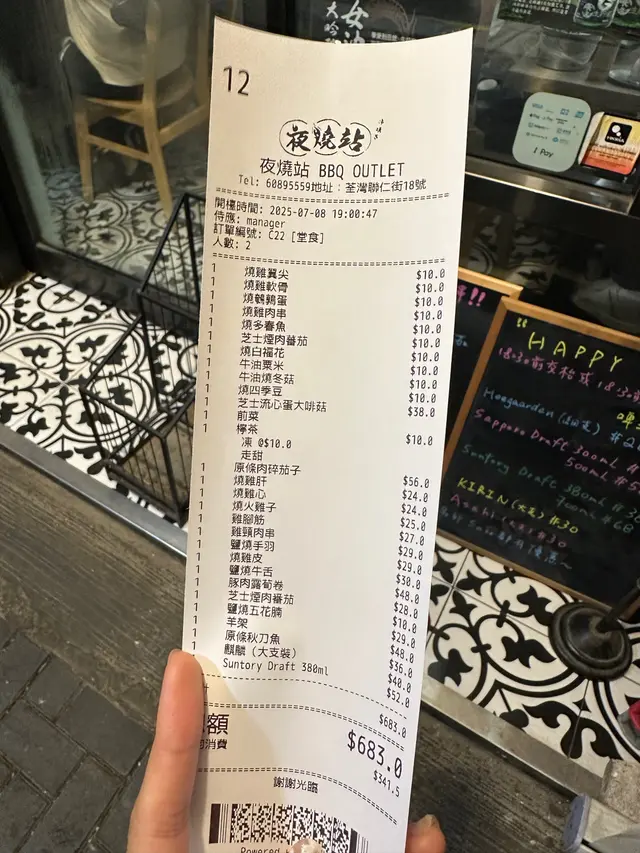 12
夜燒站
夜燒站 BBQ OUTLET
Tel: 60895559地址：荃灣聯仁街18號
開檯時間: 2025-07-08 19:00:47
侍應: manager
訂單編號: C22 [堂食]
人數: 2
1 燒雞翼尖 $10.0
1 燒雞軟骨 $10.0
1 燒鵪鶉蛋 $10.0
1 燒雞肉串 $10.0
1 燒多春魚 $10.0
1 芝士煙肉蕃茄 $10.0
1 燒白福花 $10.0
1 牛油粟米 $10.0
1 牛油燒冬菇 $10.0
1 燒四季豆 $10.0
1 芝士流心蛋大啡菇 $38.0
1 前菜
1 檸茶
凍 @$10.0 $10.0
走甜
1 原條肉碎茄子 $56.0
1 燒雞肝 $24.0
1 燒雞心 $24.0
1 燒火雞子 $25.0
1 雞腳筋 $27.0
1 雞頸肉串 $29.0
1 鹽燒手羽 $29.0
1 燒雞皮 $30.0
1 鹽燒牛舌 $48.0
1 豚肉露荀卷 $28.0
1 芝士煙肉蕃茄 $10.0
1 鹽燒五花腩 $29.0
1 羊架 $48.0
1 原條秋刀魚 $36.0
1 麒麟（大支裝） $40.0
Suntory Draft 380ml $52.0
$683.0
額 $683.0
消費 $341.5
謝謝光臨
Powered
Pay
"HAPPY
Hoegaarden
Sapporo Draft 300mL
500mL
Suntory Draft 380ml
700ml
KIRIN(大支) $30
Asahi